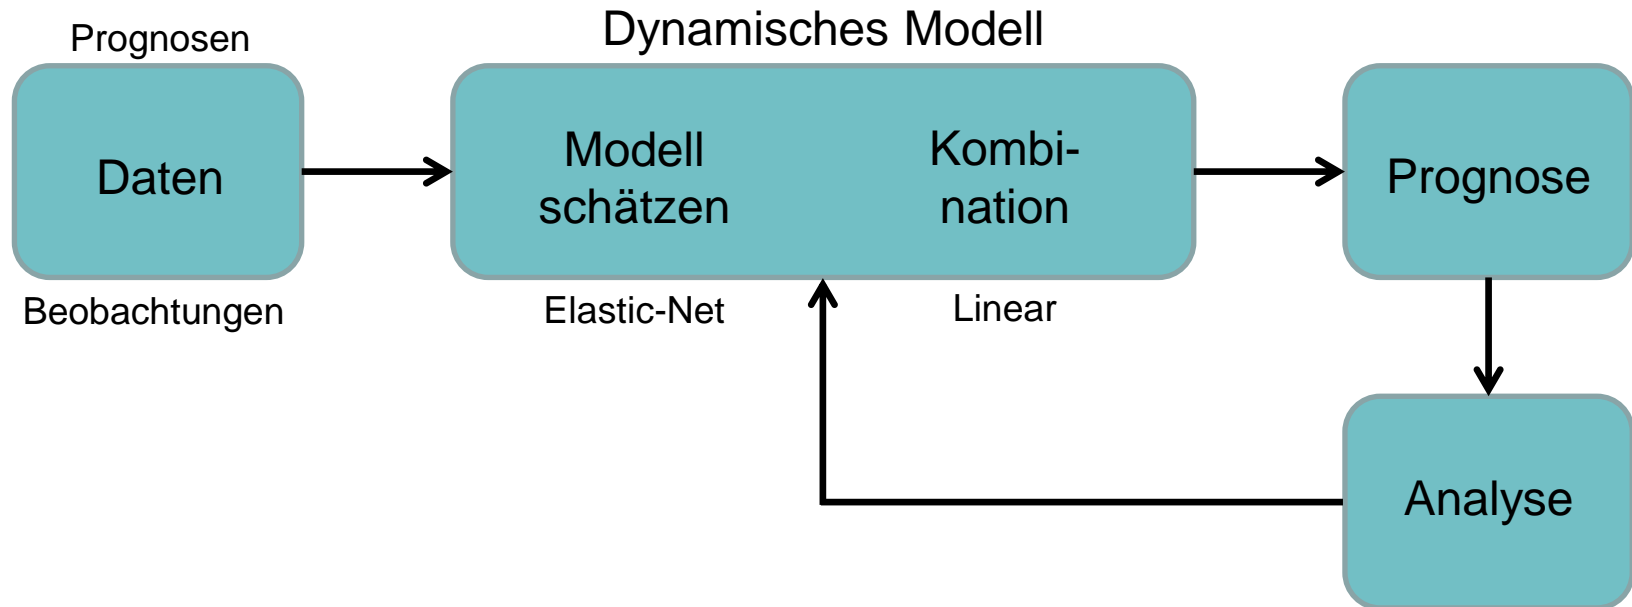 Prognosen
Daten
Beobachtungen
Dynamisches Modell
Modell
schätzen
Elastic-Net
Kombi-
nation
Linear
Prognose
Analyse